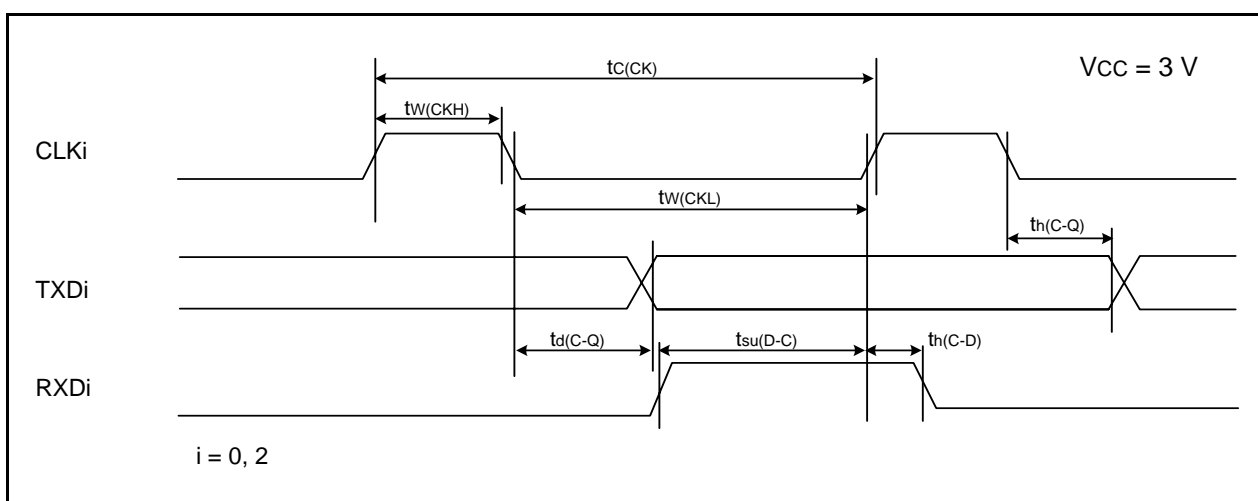 tC(CK)
VCC = 3 V
tW(CKH)
CLKi
tW(CKL)
th(C-Q)
TXDi
td(C-Q)
tsu(D-C)
th(C-D)
RXDi
i = 0, 2